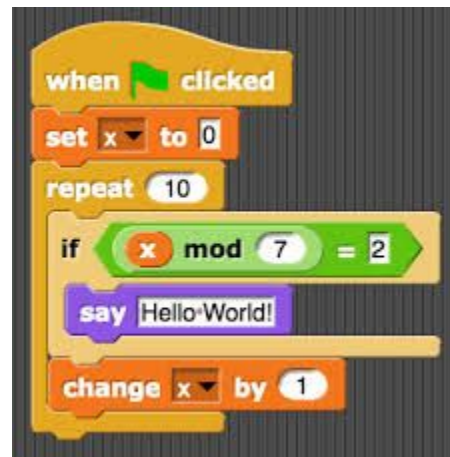 when clicked
set x to 0
repeat 10
if x mod 7 = 2
say Hello World!
change x by 1